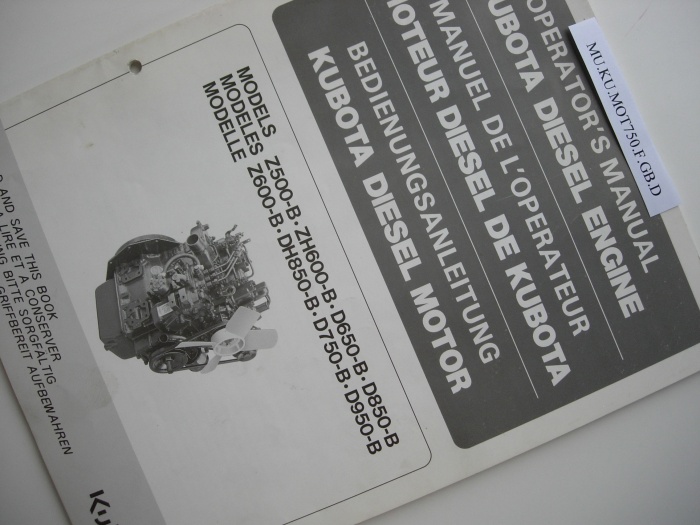 OPERATOR'S MANUAL
KUBOTA DIESEL ENGINE
MANUEL DE L'OPERATEUR
MOTEUR DIESEL DE KUBOTA
BEDIENUNGSANLEITUNG
KUBOTA DIESEL MOTOR
MU.KU.MOT750.F.GB.D
MODELS Z500-B·ZH600-B·D650-B·D850-B
MODELES Z600-B·DH850-B·D750-B·D950-B
MODELLE
AND SAVE THIS BOOK
A LIRE ET A CONSERVER
BITTE SORGFALTIG
GRIFFBEREIT AUFBEWAHREN